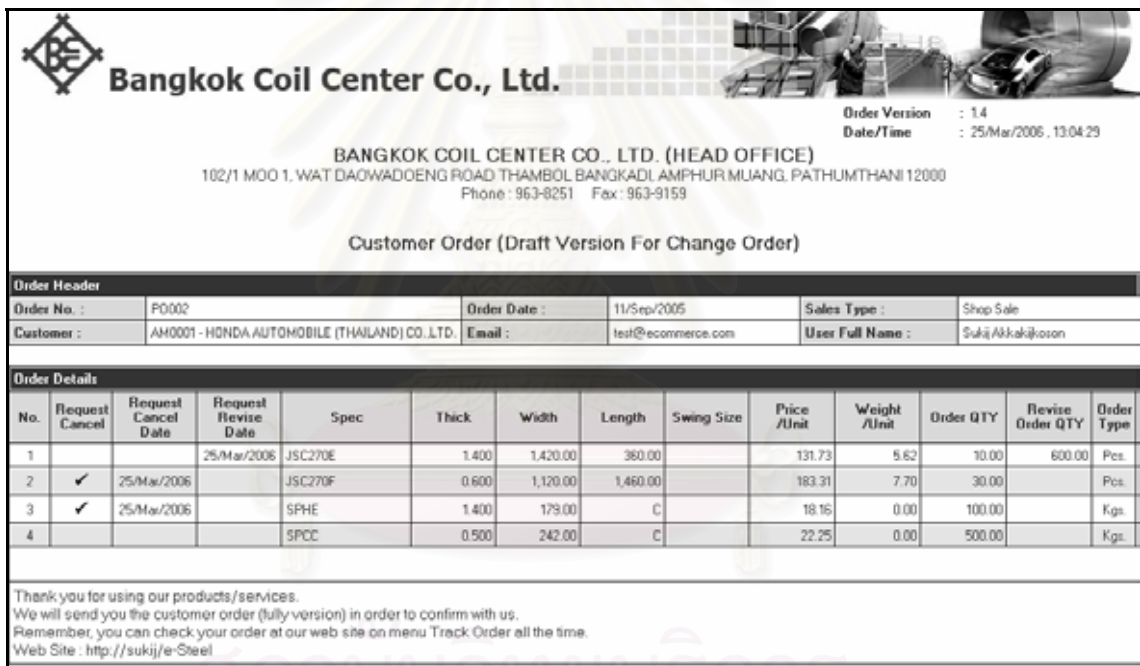 BE
Bangkok Coil Center Co., Ltd.
Order Version : 1.4
Date/Time : 25/Mar/2006 , 13:04:29
BANGKOK COIL CENTER CO., LTD. (HEAD OFFICE)
102/1 MOO 1, WAT DAOWADOENG ROAD THAMBOL BANGKADI, AMPHUR MUANG, PATHUMTHANI 12000
Phone : 963-8251 Fax : 963-9159
Customer Order (Draft Version For Change Order)
Order Header
Order No. : PO002 Order Date : 11/Sep/2005 Sales Type : Shop Sale
Customer : AM0001 - HONDA AUTOMOBILE (THAILAND) CO.,LTD. Email : test@ecommerce.com User Full Name : Sukij Akkakijkoson
Order Details
No. Request Cancel Request Cancel Date Request Revise Date Spec Thick Width Length Swing Size Price /Unit Weight /Unit Order QTY Revise Order QTY Order Type
1 25/Mar/2006 JSC270E 1.400 1,420.00 360.00 131.73 5.62 10.00 600.00 Pcs.
2 ✓ 25/Mar/2006 JSC270F 0.600 1,120.00 1,460.00 183.31 7.70 30.00 Pcs.
3 ✓ 25/Mar/2006 SPHE 1.400 179.00 C 18.16 0.00 100.00 Kgs.
4 SPCC 0.500 242.00 C 22.25 0.00 500.00 Kgs.
Thank you for using our products/services.
We will send you the customer order (fully version) in order to confirm with us.
Remember, you can check your order at our web site on menu Track Order all the time.
Web Site : http://sukij/e-Steel